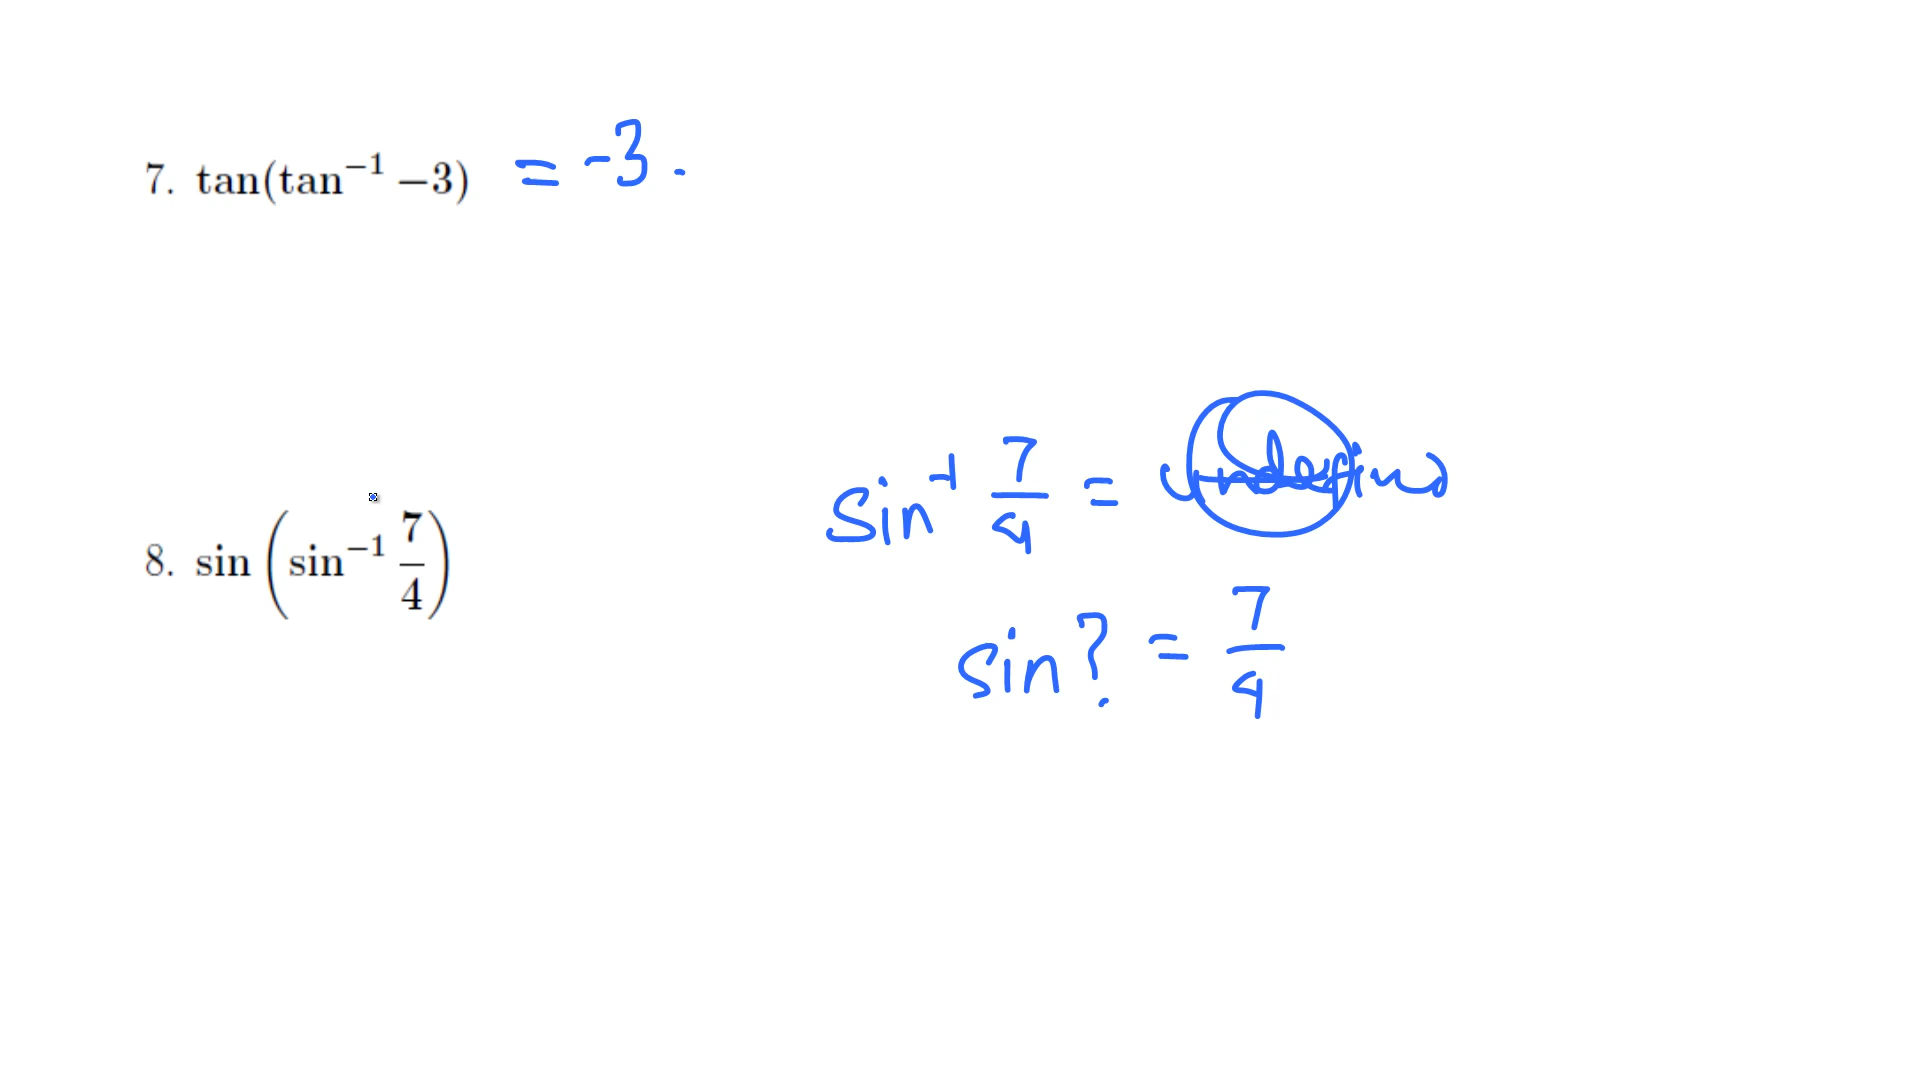 7. tan(tan⁻¹ −3) = -3.
sin⁻¹ 7/4 = undefined
8. sin (sin⁻¹ 7/4)
sin? = 7/4